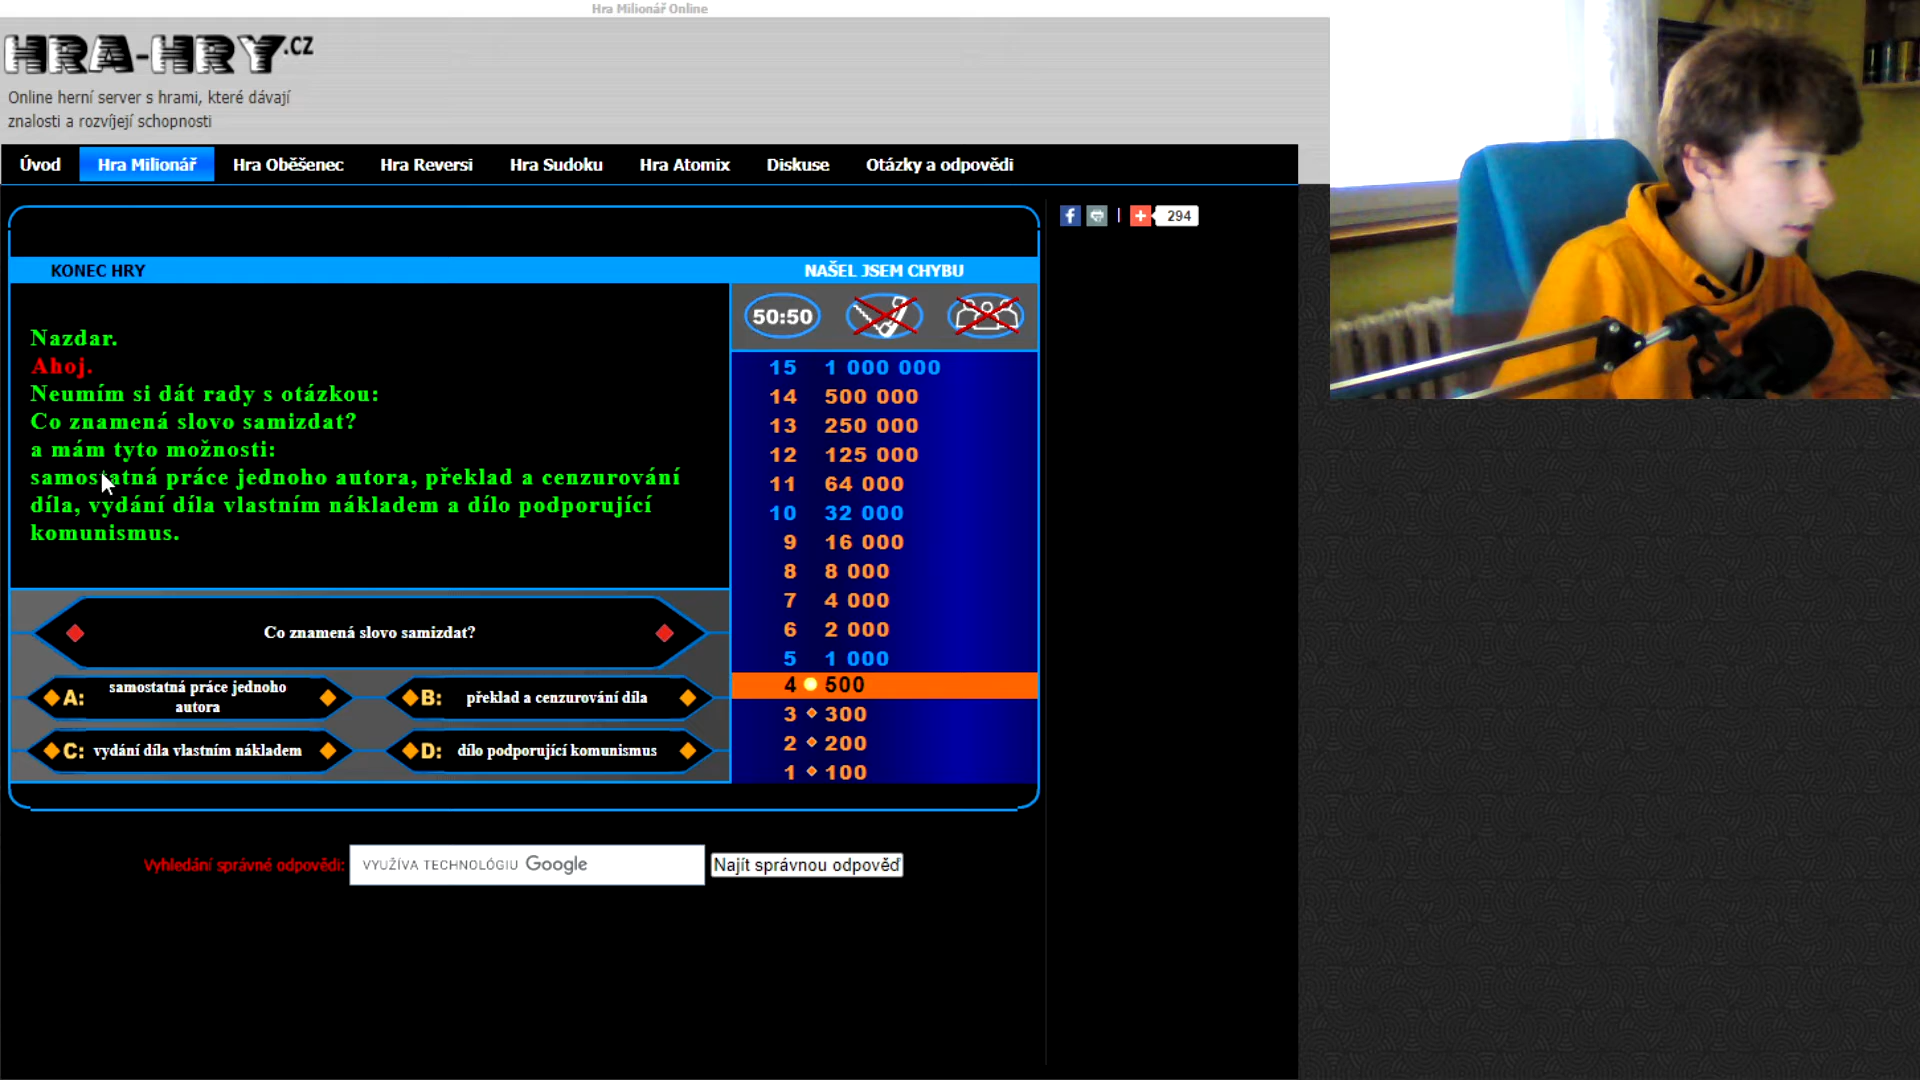 Hra Milionář Online
HRA-HRY.CZ
Online herní server s hrami, které dávají
znalosti a rozvíjejí schopnosti
Úvod Hra Milionář Hra Oběšenec Hra Reversi Hra Sudoku Hra Atomix Diskuse Otázky a odpovědi
294
KONEC HRY NAŠEL JSEM CHYBU
50:50
Nazdar.
Ahoj.
Neumím si dát rady s otázkou:
Co znamená slovo samizdat?
a mám tyto možnosti:
samostatná práce jednoho autora, překlad a cenzurování
díla, vydání díla vlastním nákladem a dílo podporující
komunismus.
15 1 000 000
14 500 000
13 250 000
12 125 000
11 64 000
10 32 000
9 16 000
8 8 000
7 4 000
6 2 000
5 1 000
4 500
3 300
2 200
1 100
Co znamená slovo samizdat?
A: samostatná práce jednoho
autora
B: překlad a cenzurování díla
C: vydání díla vlastním nákladem
D: dílo podporující komunismus
Vyhledání správné odpovědi: VYUŽÍVA TECHNOLÓGIU Google Najít správnou odpověď